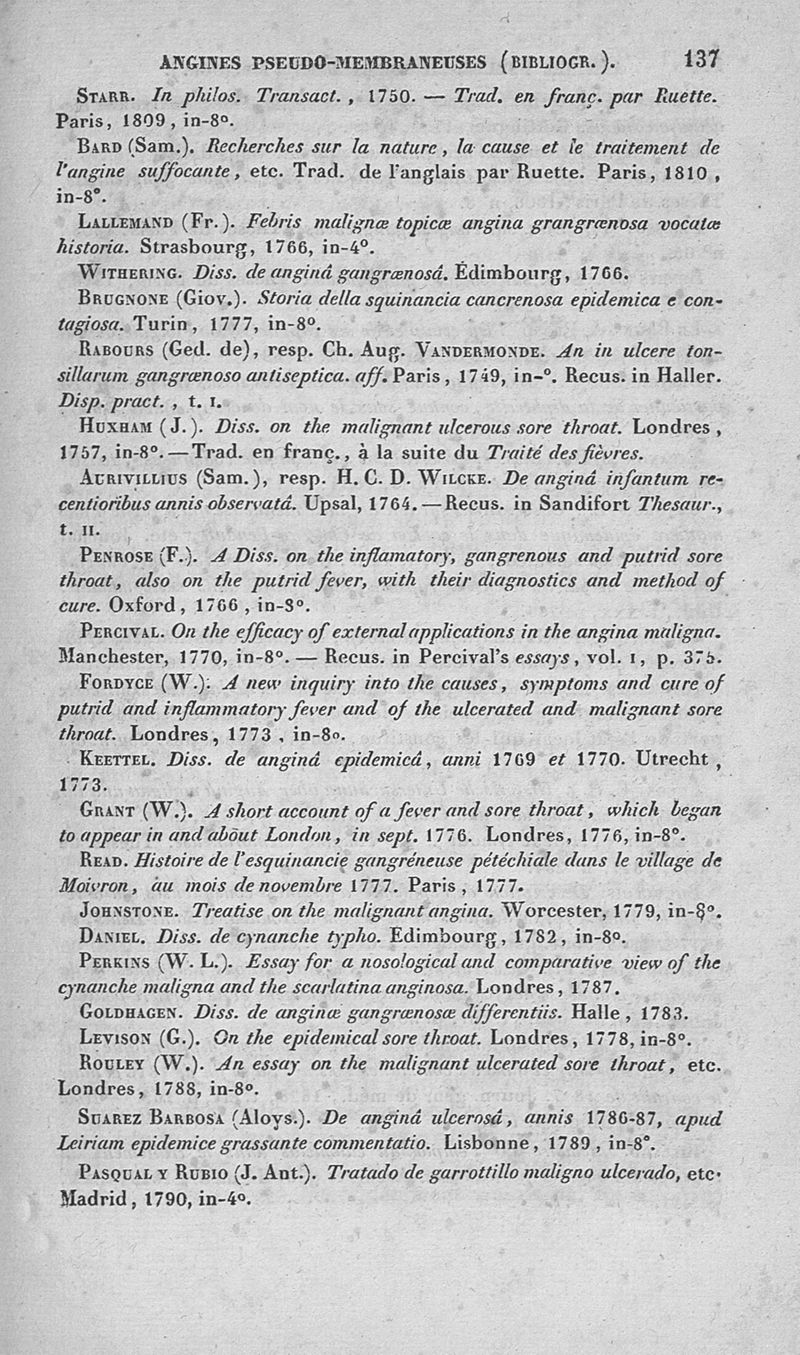 ANGINES PSEUDO-MEMBRANEUSES (BIBLIOGR.). 137
STARR. In philos. Transact. , 1750. — Trad. en franç. par Ruette.
Paris, 1809, in-8º.
BARD (Sam.). Recherches sur la nature, la cause et le traitement de
l'angine suffocante, etc. Trad. de l'anglais par Ruette. Paris, 1810 ,
in-8º.
LALLEMAND (Fr.). Febris malignæ topicæ angina grangrænosa vocatæ
historia. Strasbourg, 1766, in-4º.
WITHERING. Diss. de anginâ gangrænosâ. Édimbourg, 1766.
BRUGNONE (Giov.). Storia della squinancia cancrenosa epidemica e con-
tagiosa. Turin, 1777, in-8º.
RABOURS (Ged. de), resp. Ch. Aug. VANDERMONDE. An in ulcere ton-
sillarum gangrænoso antiseptica. aff. Paris, 1749, in-º. Recus. in Haller.
Disp. pract. , t. I.
HUXHAM (J.). Diss. on the malignant ulcerous sore throat. Londres ,
1757, in-8º.—Trad. en franç., à la suite du Traité des fièvres.
AURIVILLIUS (Sam.), resp. H. C. D. WILCKE. De anginâ infantum re-
centioribus annis observatâ. Upsal, 1764.—Recus. in Sandifort Thesaur.,
t. II.
PENROSE (F.). A Diss. on the inflamatory, gangrenous and putrid sore
throat, also on the putrid fever, with their diagnostics and method of
cure. Oxford, 1766 , in-8º.
PERCIVAL. On the efficacy of external applications in the angina maligna.
Manchester, 1770, in-8º. — Recus. in Percival's essays, vol. I, p. 375.
FORDYCE (W.): A new inquiry into the causes, symptoms and cure of
putrid and inflammatory fever and of the ulcerated and malignant sore
throat. Londres, 1773 , in-8o.
KEETTEL. Diss. de anginâ epidemicâ, anni 1769 et 1770. Utrecht ,
1773.
GRANT (W.). A short account of a fever and sore throat, which began
to appear in and about London, in sept. 1776. Londres, 1776, in-8º.
READ. Histoire de l'esquinancie gangréneuse pétéchiale dans le village de
Moivron, au mois de novembre 1777. Paris , 1777.
JOHNSTONE. Treatise on the malignant angina. Worcester, 1779, in-8º.
DANIEL. Diss. de cynanche typho. Edimbourg, 1782, in-8º.
PERKINS (W. L.). Essay for a nosological and comparative view of the
cynanche maligna and the scarlatina anginosa. Londres, 1787.
GOLDHAGEN. Diss. de anginæ gangrænosæ differentiis. Halle , 1783.
LEVISON (G.). On the epidemical sore throat. Londres, 1778, in-8º.
ROULEY (W.). An essay on the malignant ulcerated sore throat, etc.
Londres, 1788, in-8º.
SUAREZ BARBOSA (Aloys.). De anginâ ulcerosâ, annis 1786-87, apud
Leiriam epidemice grassante commentatio. Lisbonne, 1789 , in-8º.
PASQUAL Y RUBIO (J. Ant.). Tratado de garrottillo maligno ulcerado, etc.
Madrid, 1790, in-4º.